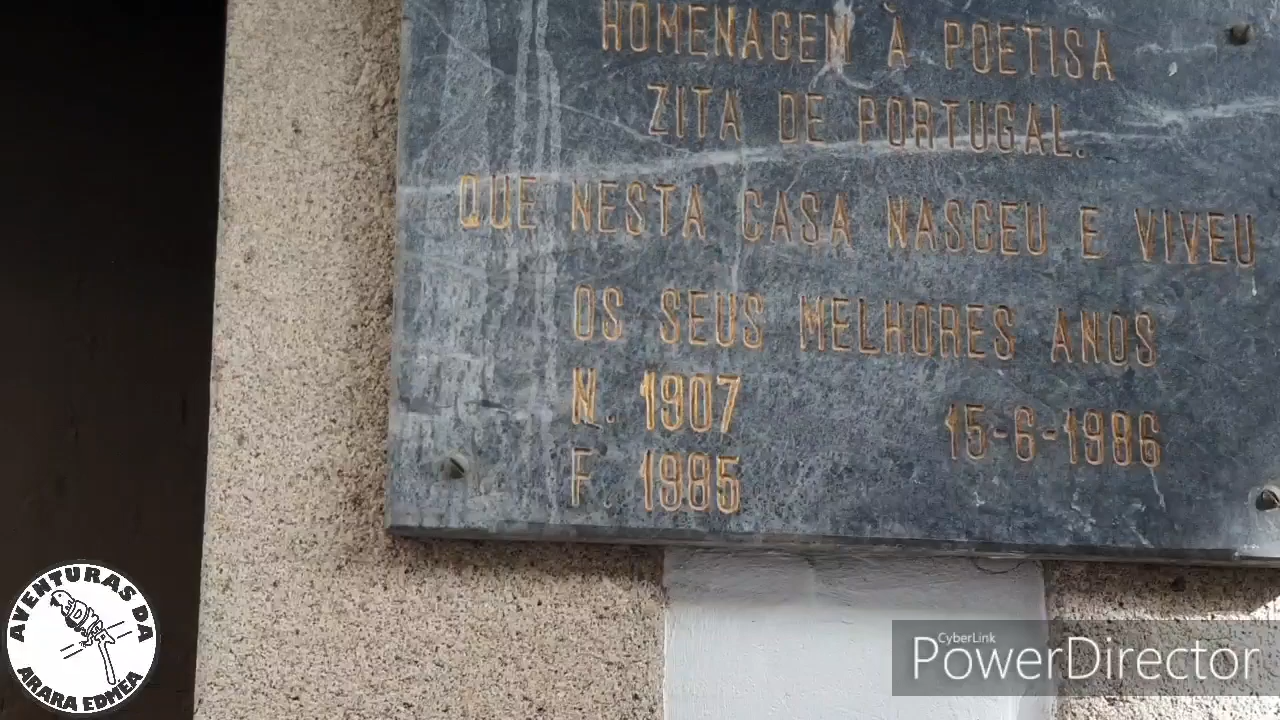 HOMENAGEM À POETISA
ZITA DE PORTUGAL.
QUE NESTA CASA NASCEU E VIVEU
OS SEUS MELHORES ANOS
N. 1907
15-6-1986
F. 1985
AVENTURAS DA
EDMÉA
ARARA EDMÉA
CyberLink
PowerDirector